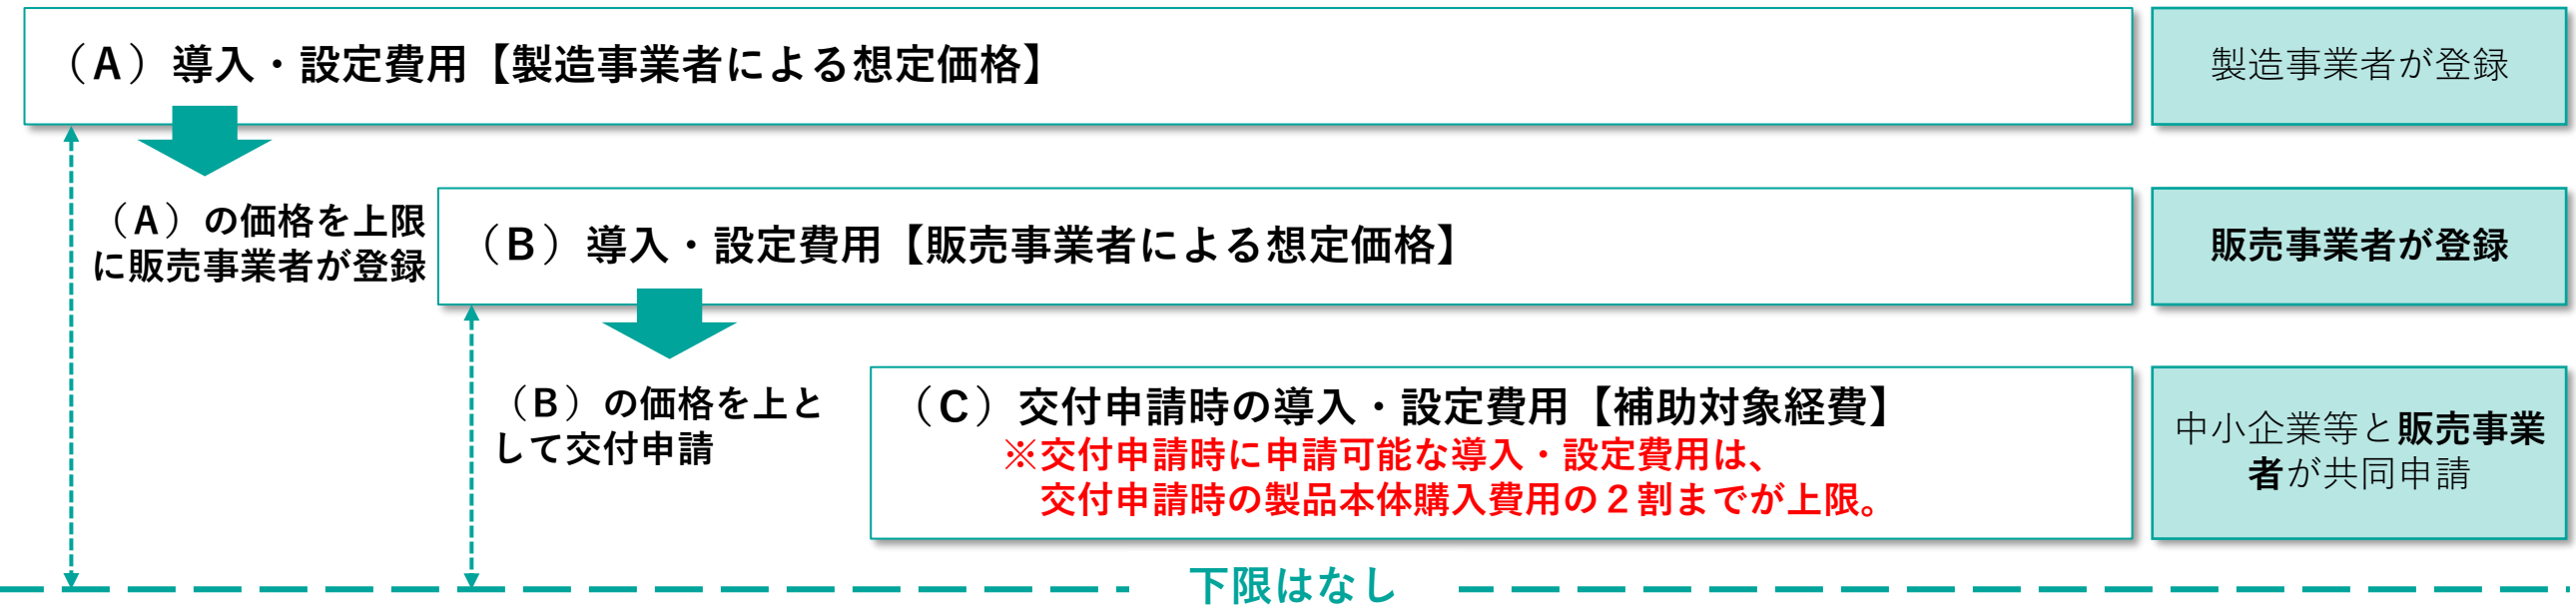 （A）導入・設定費用【製造事業者による想定価格】
製造事業者が登録
（A）の価格を上限
に販売事業者が登録
（B）導入・設定費用【販売事業者による想定価格】
販売事業者が登録
（B）の価格を上と
して交付申請
（C）交付申請時の導入・設定費用【補助対象経費】
※交付申請時に申請可能な導入・設定費用は、
交付申請時の製品本体購入費用の２割までが上限。
中小企業等と販売事業
者が共同申請
下限はなし